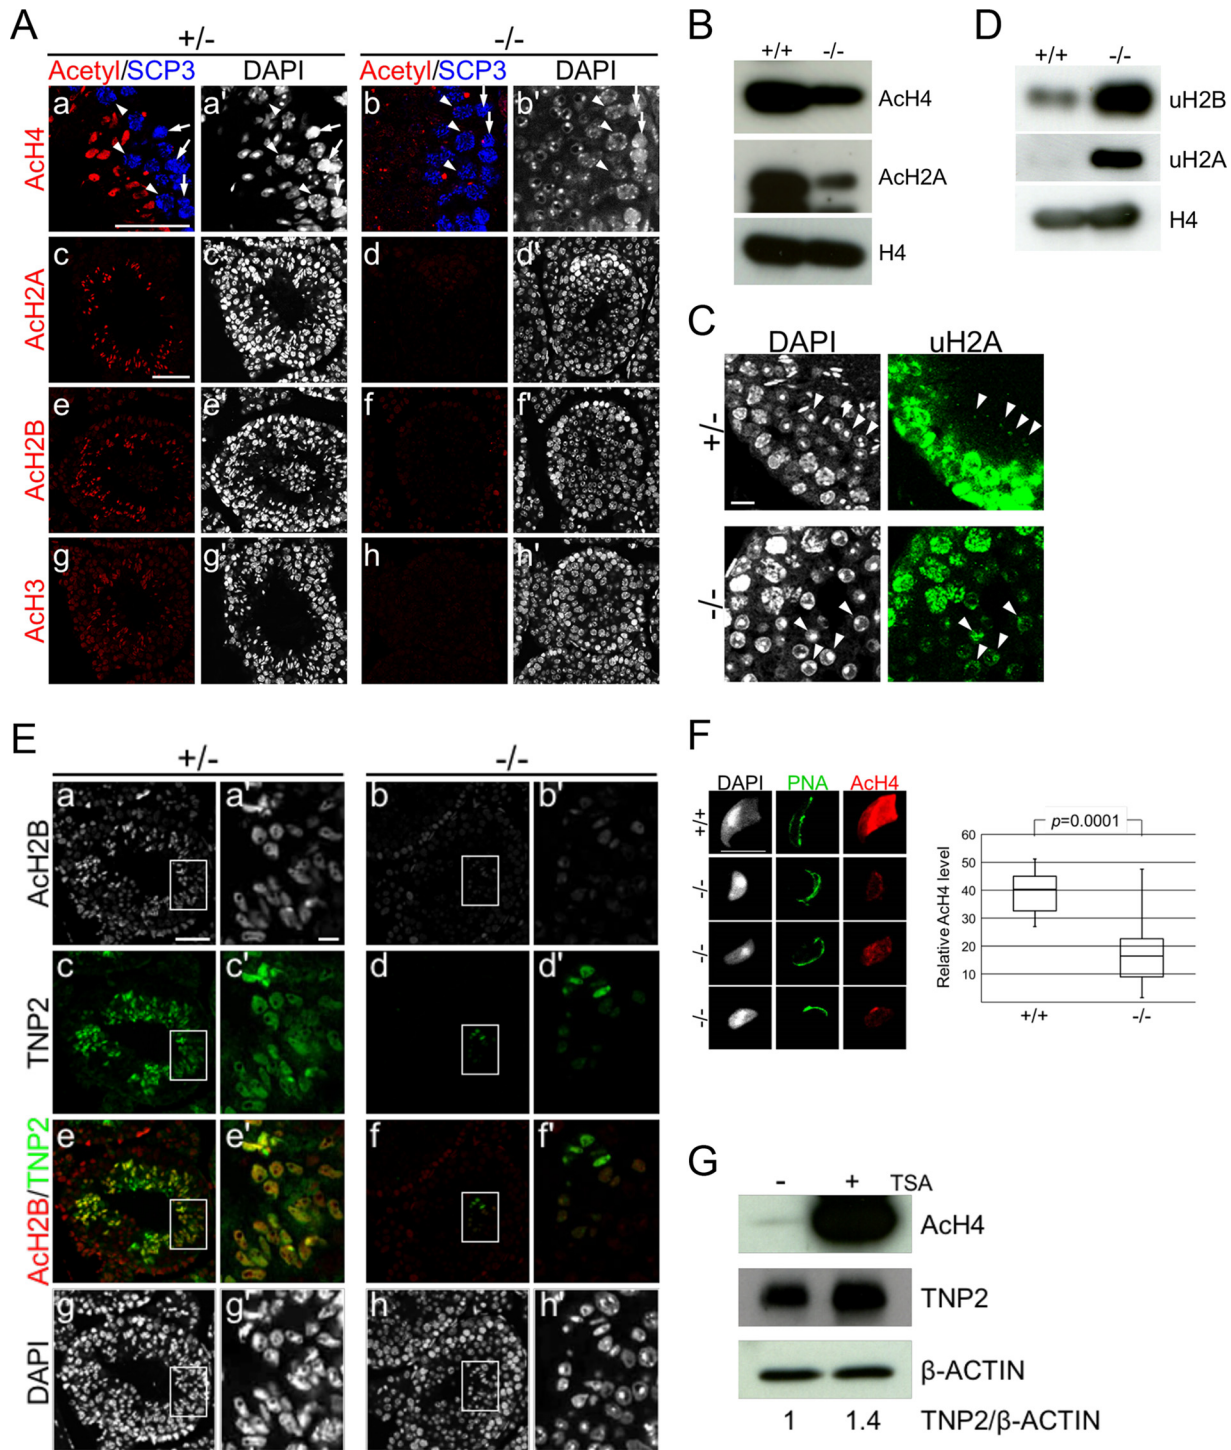 A
+/-
-/-
Acetyl/SCP3
DAPI
Acetyl/SCP3
DAPI
AcH4
a
a'
b
b'
AcH2A
c
c'
d
d'
AcH2B
e
e'
f
f'
AcH3
g
g'
h
h'
B
+/+
-/-
AcH4
AcH2A
H4
D
+/+
-/-
uH2B
uH2A
H4
C
DAPI
uH2A
+/-
-/-
E
+/-
-/-
AcH2B
a
a'
b
b'
TNP2
c
c'
d
d'
AcH2B/TNP2
e
e'
f
f'
DAPI
g
g'
h
h'
F
DAPI
PNA
AcH4
+/+
-/-
-/-
-/-
p=0.0001
Relative AcH4 level
60
50
40
30
20
10
+/+
-/-
G
-
+
TSA
AcH4
TNP2
β-ACTIN
1
1.4
TNP2/β-ACTIN